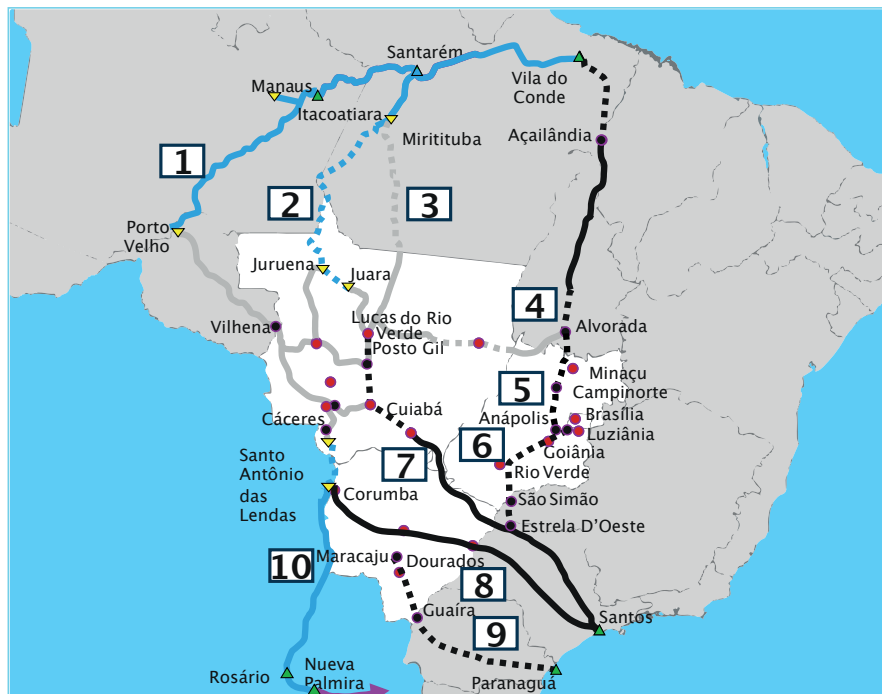 Santarém
Manaus
Vila do
Conde
Itacoatiara
Miritituba
Açailândia
1
2
3
Porto
Velho
Juruena
Juara
4
Lucas do Rio
Verde
Posto Gil
Vilhena
Alvorada
Minaçu
5
Campinorte
Cáceres
Cuiabá
Anápolis
Brasília
Luziânia
6
Goiânia
7
Rio Verde
Santo
Antônio
das
Lendas
Corumba
São Simão
Estrela D’Oeste
10
Maracaju
Dourados
8
Guaíra
9
Santos
Rosário
Nueva
Palmira
Paranaguá